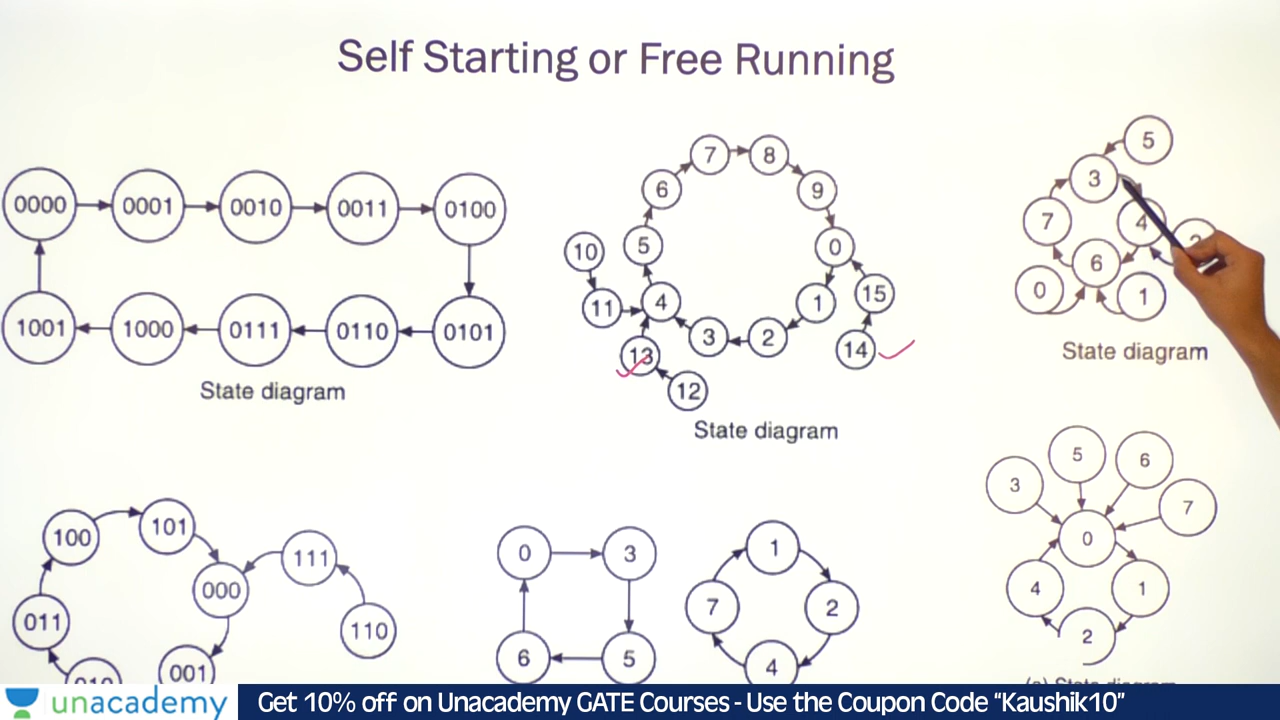 Self Starting or Free Running
0000 0001 0010 0011 0100
1001 1000 0111 0110 0101
State diagram
7 8
6 9
10 5 0
11 4 1 15
3 2
13 14
12
State diagram
5
3
7 4
6
0 1
State diagram
100 101
111
000
011
110
001
0 3
6 5
1
7 2
4
5 6
3
7
0
4 1
2
unacademy
Get 10% off on Unacademy GATE Courses - Use the Coupon Code “Kaushik10”